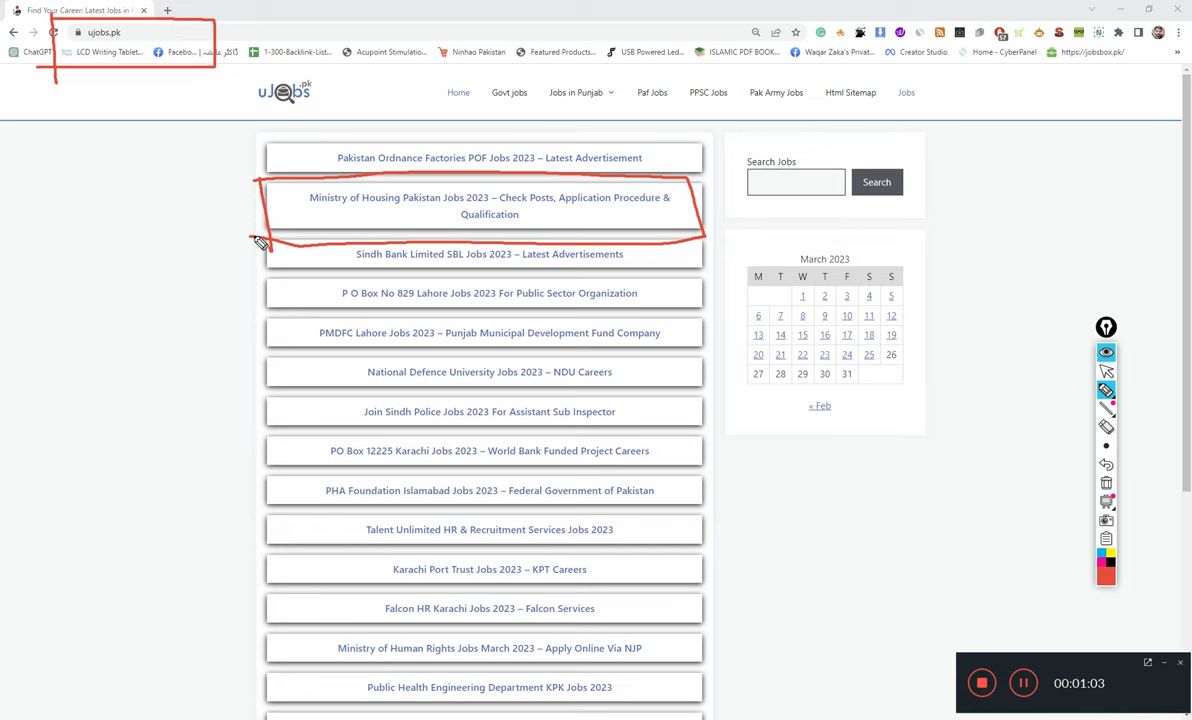 Find Your Career: Latest Jobs in
ujobs.pk
57
ChatGPT
LCD Writing Tablet...
Facebo...
1-800-Backlink-List...
Acupoint Stimulatio...
Ninhao Pakistan
Featured Products...
USB Powered Led...
ISLAMIC PDF BOOK...
Waqar Zaka's Privat...
Creator Studio
Home - CyberPanel
https://jobsbox.pk/
uJobs.pk
Home
Govt jobs
Jobs in Punjab
Paf Jobs
PPSC Jobs
Pak Army Jobs
Html Sitemap
Jobs
Pakistan Ordnance Factories POF Jobs 2023 – Latest Advertisement
Ministry of Housing Pakistan Jobs 2023 – Check Posts, Application Procedure &
Qualification
Sindh Bank Limited SBL Jobs 2023 – Latest Advertisements
P O Box No 829 Lahore Jobs 2023 For Public Sector Organization
PMDFC Lahore Jobs 2023 – Punjab Municipal Development Fund Company
National Defence University Jobs 2023 – NDU Careers
Join Sindh Police Jobs 2023 For Assistant Sub Inspector
PO Box 12225 Karachi Jobs 2023 – World Bank Funded Project Careers
PHA Foundation Islamabad Jobs 2023 – Federal Government of Pakistan
Talent Unlimited HR & Recruitment Services Jobs 2023
Karachi Port Trust Jobs 2023 – KPT Careers
Falcon HR Karachi Jobs 2023 – Falcon Services
Ministry of Human Rights Jobs March 2023 – Apply Online Via NJP
Public Health Engineering Department KPK Jobs 2023
Search Jobs
Search
March 2023
M T W T F S S
1 2 3 4 5
6 7 8 9 10 11 12
13 14 15 16 17 18 19
20 21 22 23 24 25 26
27 28 29 30 31
« Feb
00:01:03